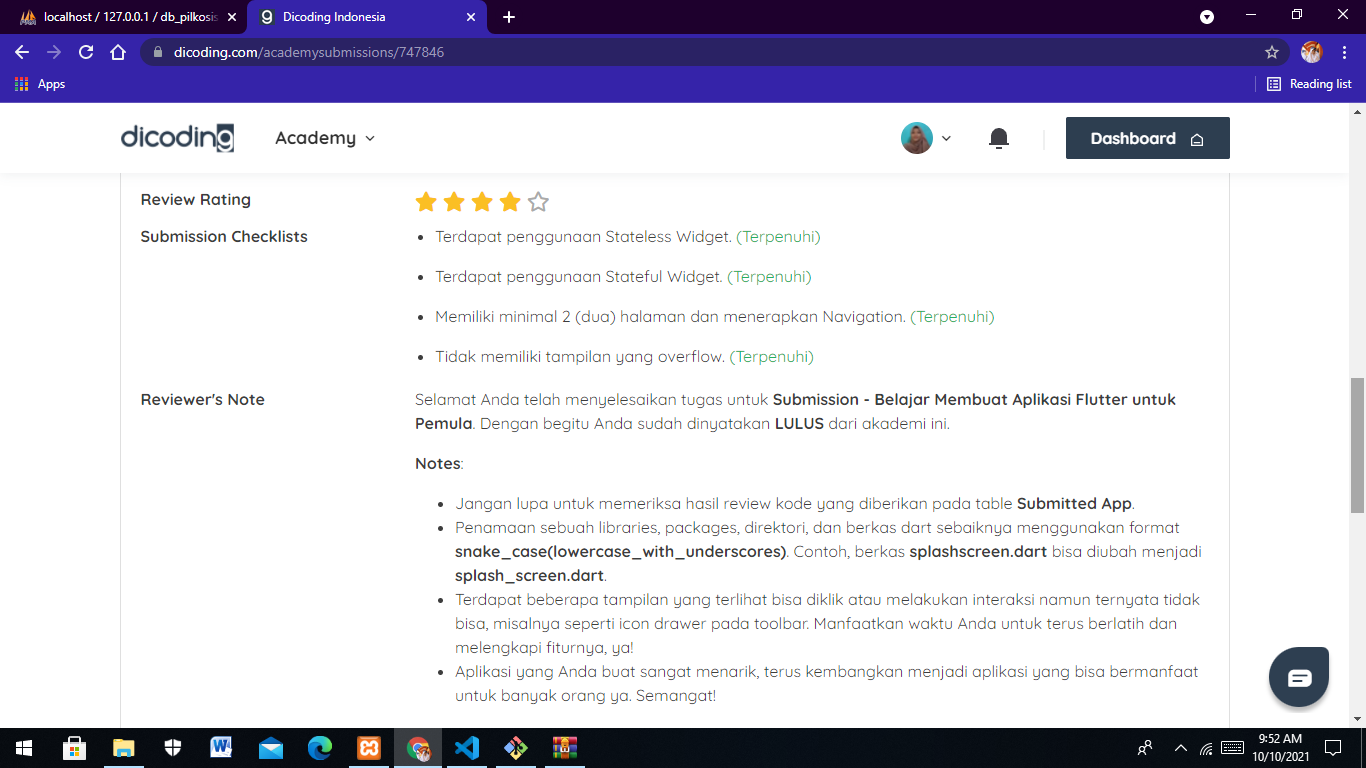 localhost / 127.0.0.1 / db_pilkosis
Dicoding Indonesia
dicoding.com/academysubmissions/747846
Apps
Reading list
dicoding
Academy
Dashboard
Review Rating
Submission Checklists
Terdapat penggunaan Stateless Widget. (Terpenuhi)
Terdapat penggunaan Stateful Widget. (Terpenuhi)
Memiliki minimal 2 (dua) halaman dan menerapkan Navigation. (Terpenuhi)
Tidak memiliki tampilan yang overflow. (Terpenuhi)
Reviewer's Note
Selamat Anda telah menyelesaikan tugas untuk Submission - Belajar Membuat Aplikasi Flutter untuk
Pemula. Dengan begitu Anda sudah dinyatakan LULUS dari akademi ini.
Notes:
Jangan lupa untuk memeriksa hasil review kode yang diberikan pada table Submitted App.
Penamaan sebuah libraries, packages, direktori, dan berkas dart sebaiknya menggunakan format
snake_case(lowercase_with_underscores). Contoh, berkas splashscreen.dart bisa diubah menjadi
splash_screen.dart.
Terdapat beberapa tampilan yang terlihat bisa diklik atau melakukan interaksi namun ternyata tidak
bisa, misalnya seperti icon drawer pada toolbar. Manfaatkan waktu Anda untuk terus berlatih dan
melengkapi fiturnya, ya!
Aplikasi yang Anda buat sangat menarik, terus kembangkan menjadi aplikasi yang bisa bermanfaat
untuk banyak orang ya. Semangat!
9:52 AM
10/10/2021